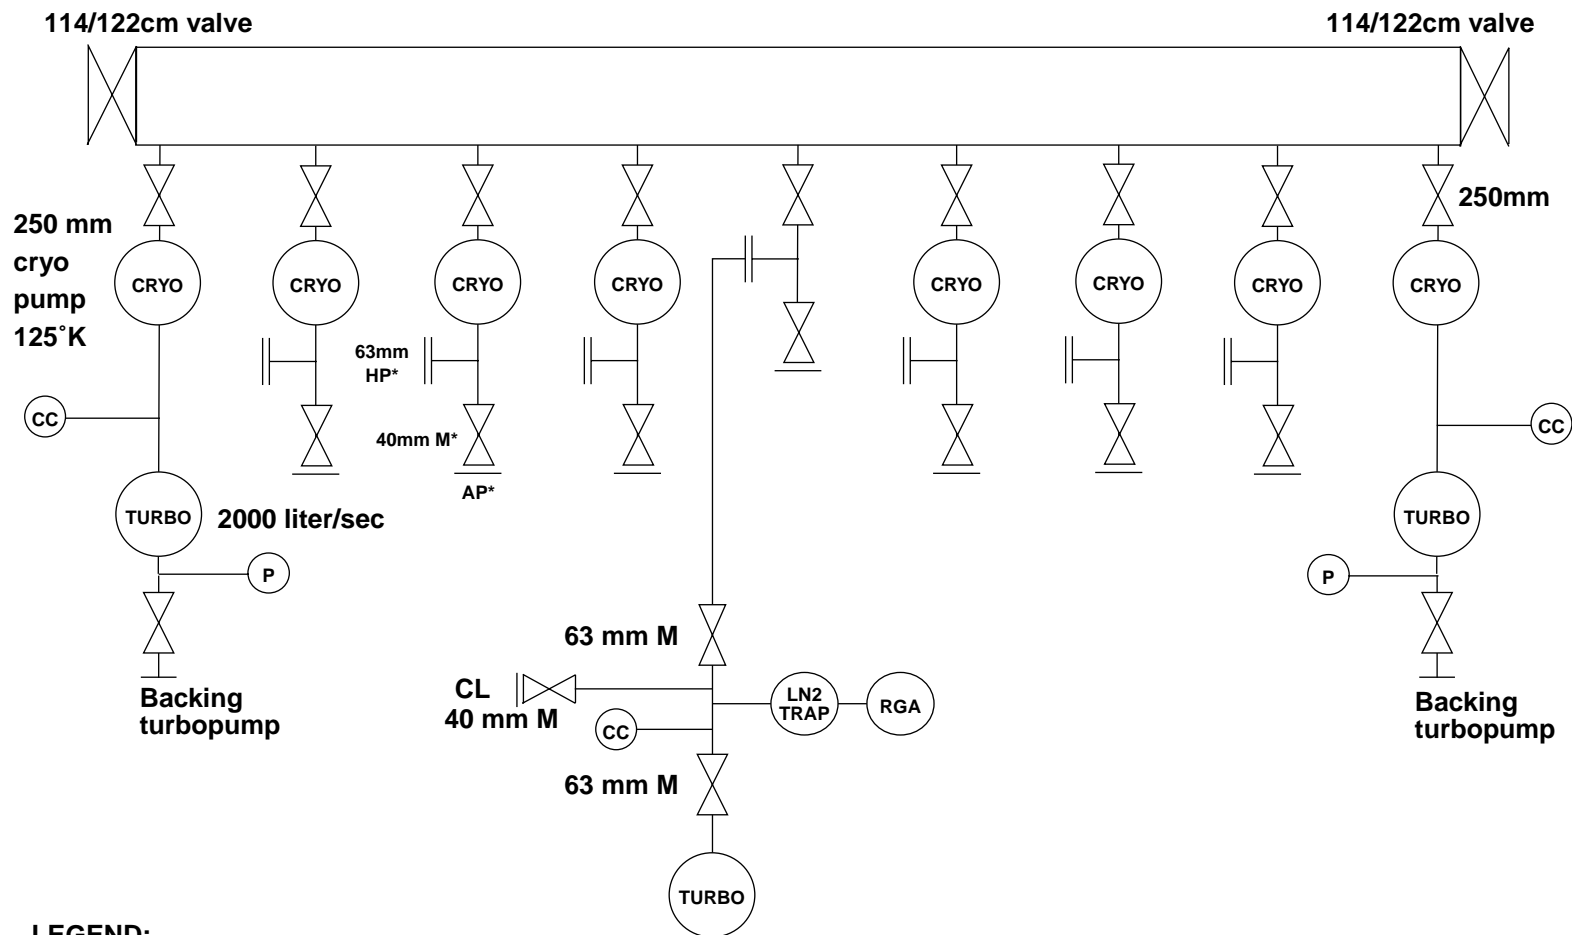 114/122cm valve
114/122cm valve
250 mm
cryo
pump
125˚K
250mm
CRYO
CRYO
CRYO
CRYO
CRYO
CRYO
CRYO
CRYO
63mm
HP*
40mm M*
AP*
CC
CC
TURBO
2000 liter/sec
TURBO
P
P
Backing
turbopump
Backing
turbopump
63 mm M
CL
40 mm M
LN2
TRAP
RGA
CC
63 mm M
TURBO
LEGEND: